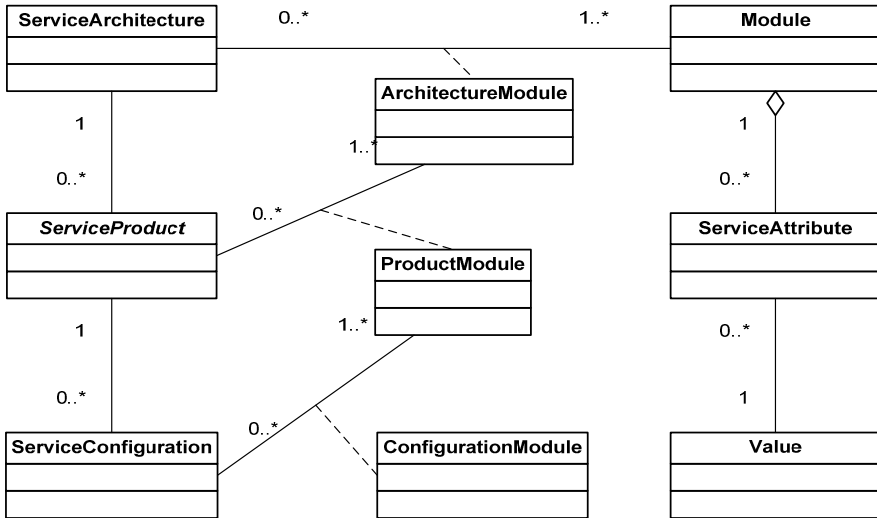 ServiceArchitecture
0..*
1..*
Module
ArchitectureModule
1
1..*
1
0..*
0..*
ServiceProduct
0..*
ServiceAttribute
ProductModule
1
1..*
0..*
0..*
0..*
1
ServiceConfiguration
ConfigurationModule
Value